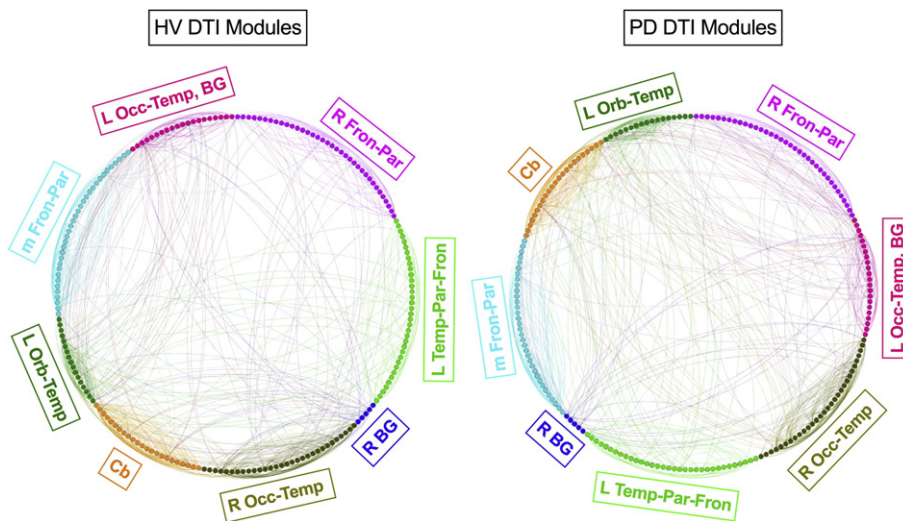 HV DTI Modules
L Occ-Temp, BG
R Fron-Par
m Fron-Par
L Temp-Par-Fron
L Orb-Temp
R BG
Cb
R Occ-Temp
PD DTI Modules
L Orb-Temp
R Fron-Par
Cb
L Occ-Temp, BG
m Fron-Par
R BG
R Occ-Temp
L Temp-Par-Fron